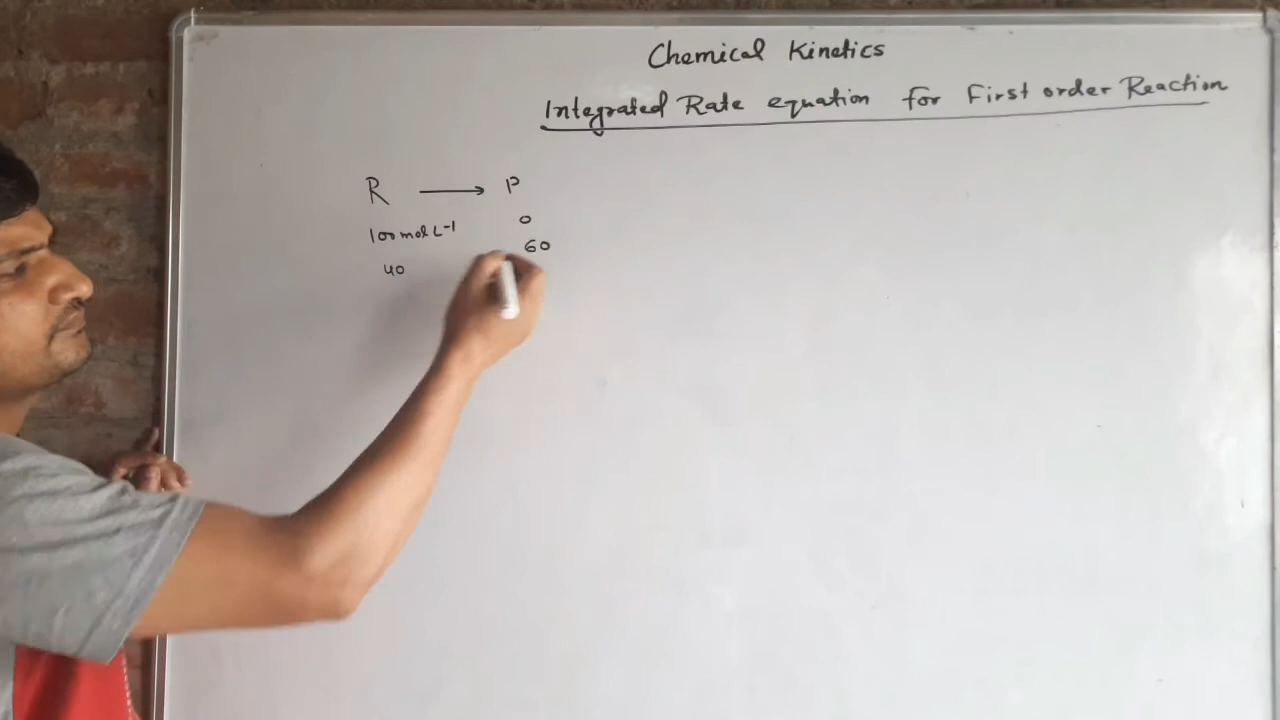 Chemical Kinetics
Integrated Rate equation for First order Reaction
R ⟶ P
100 mol L-1 0
40 60